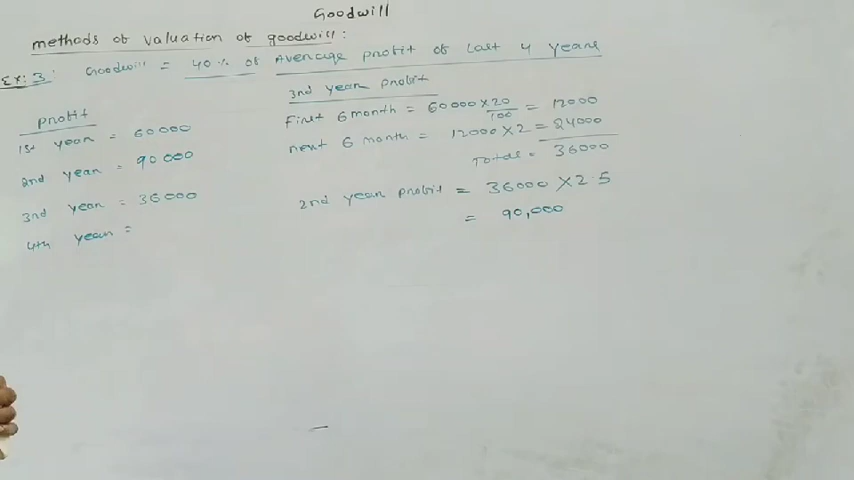 Goodwill
methods of valuation of goodwill:
Ex: 3: Goodwill = 40% of Average profit of last 4 years
profit
1st year = 60000
2nd year = 90000
3rd year = 36000
4th year =
3rd year profit
First 6 month = 60000 × 20/100 = 12000
next 6 month = 12000 × 2 = 24000
Total = 36000
2nd year profit = 36000 × 2.5
= 90,000